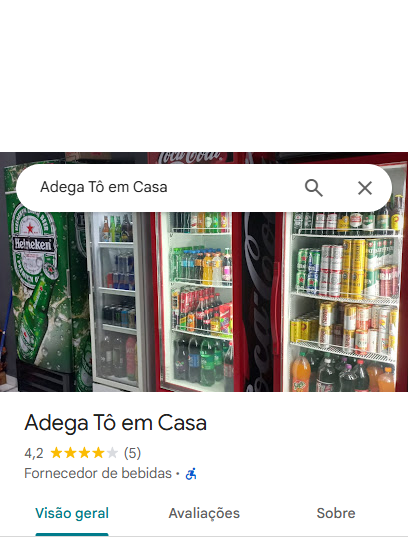 Coca-Cola
Adega Tô em Casa
Heineken
Coca-Cola
Adega Tô em Casa
4,2 (5)
Fornecedor de bebidas ·
Visão geral
Avaliações
Sobre